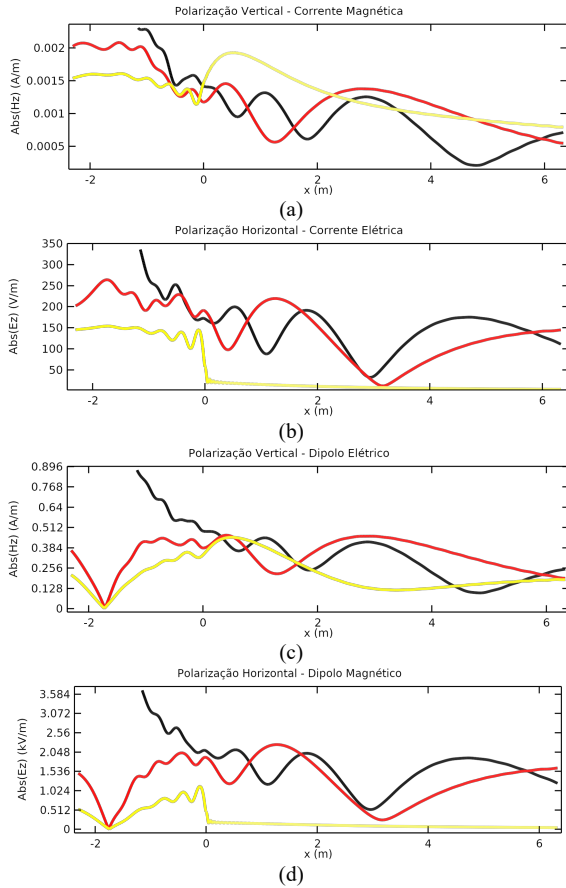 Polarização Vertical - Corrente Magnética
Abs(Hz) (A/m)
0.002
0.0015
0.001
0.0005
-2 0 2 4 6
x (m)
(a)
Polarização Horizontal - Corrente Elétrica
Abs(Ez) (V/m)
350
300
250
200
150
100
50
-2 0 2 4 6
x (m)
(b)
Polarização Vertical - Dipolo Elétrico
Abs(Hz) (A/m)
0.896
0.768
0.64
0.512
0.384
0.256
0.128
0
-2 0 2 4 6
x (m)
(c)
Polarização Horizontal - Dipolo Magnético
Abs(Ez) (kV/m)
3.584
3.072
2.56
2.048
1.536
1.024
0.512
0
-2 0 2 4 6
x (m)
(d)